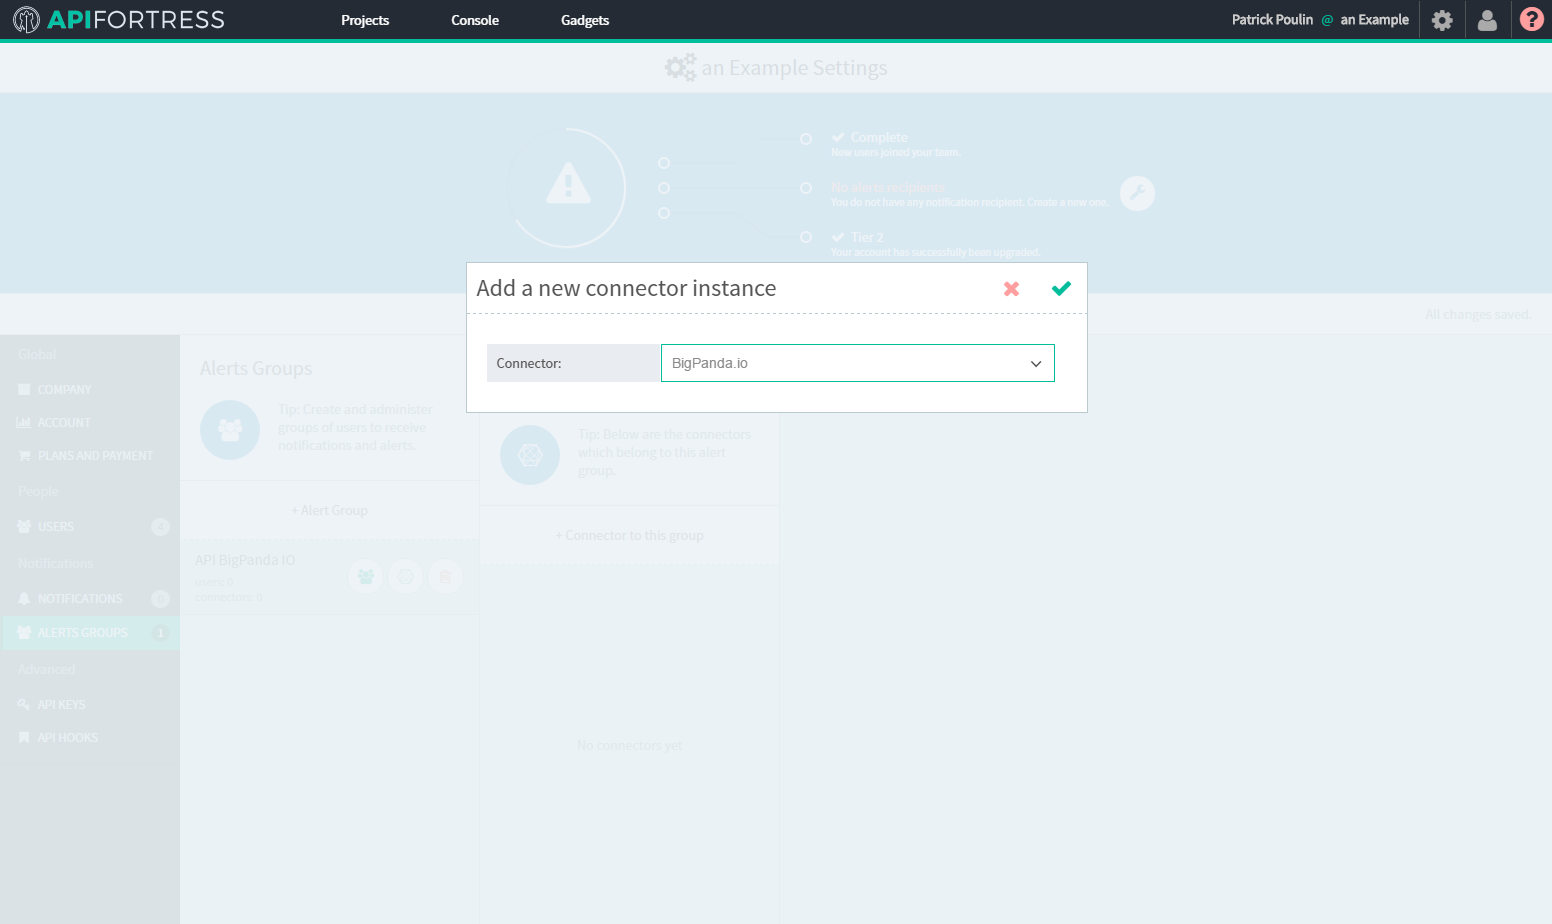 APIFORTRESS
Projects
Console
Gadgets
Patrick Poulin @ an Example
an Example Settings
Complete
New users joined your team.
No alerts recipients
You do not have any notification recipient. Create a new one.
Tier 2
Your account has successfully been upgraded.
Add a new connector instance
All changes saved.
Connector:
BigPanda.io
Global
COMPANY
ACCOUNT
PLANS AND PAYMENT
People
USERS 4
Notifications
NOTIFICATIONS 0
ALERTS GROUPS 1
Advanced
API KEYS
API HOOKS
Alerts Groups
Tip: Create and administer
groups of users to receive
notifications and alerts.
+ Alert Group
API BigPanda IO
users: 0
connectors: 0
Tip: Below are the connectors
which belong to this alert
group.
+ Connector to this group
No connectors yet